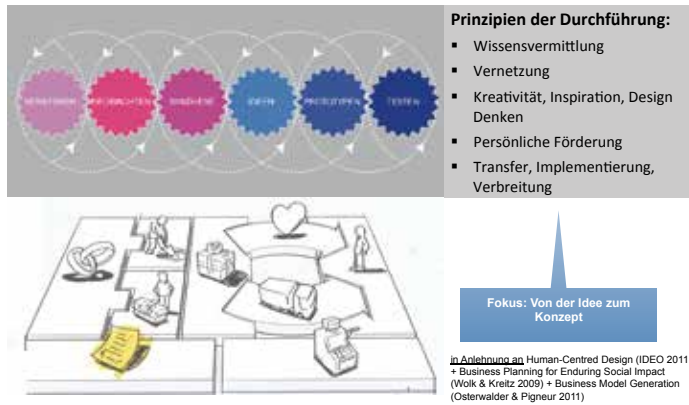 VERSTEHEN
BEOBACHTEN
SYNTHESE
IDEEN
PROTOTYPEN
TESTEN
Prinzipien der Durchführung:
▪ Wissensvermittlung
▪ Vernetzung
▪ Kreativität, Inspiration, Design
Denken
▪ Persönliche Förderung
▪ Transfer, Implementierung,
Verbreitung
Fokus: Von der Idee zum
Konzept
in Anlehnung an Human-Centred Design (IDEO 2011
+ Business Planning for Enduring Social Impact
(Wolk & Kreitz 2009) + Business Model Generation
(Osterwalder & Pigneur 2011)